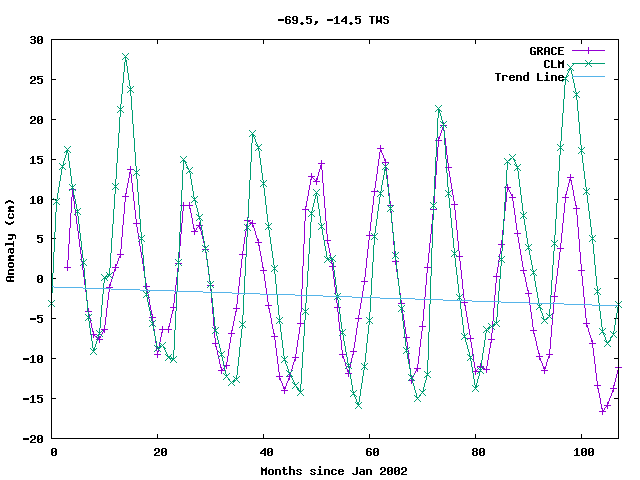 -69.5, -14.5 TWS
GRACE
CLM
Trend Line
30
25
20
15
10
5
0
-5
-10
-15
-20
Anomaly (cm)
0 20 40 60 80 100
Months since Jan 2002